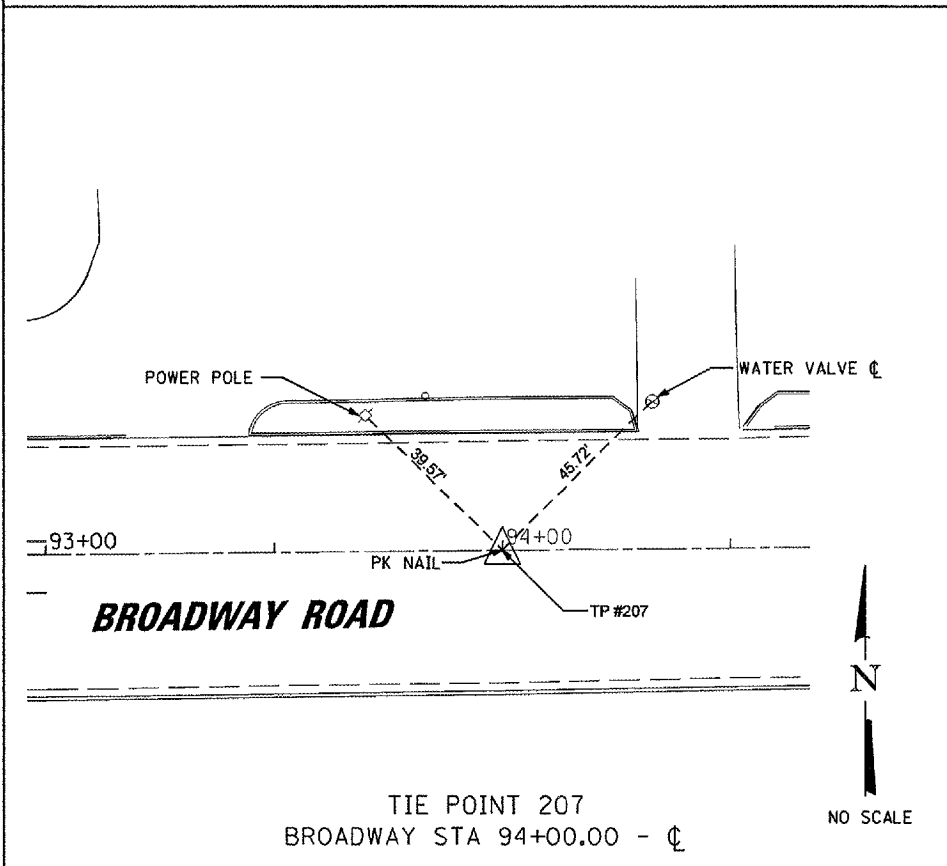 POWER POLE
WATER VALVE ℄
39.57'
45.72'
93+00
94+00
PK NAIL
TP #207
BROADWAY ROAD
N
NO SCALE
TIE POINT 207
BROADWAY STA 94+00.00 - ℄